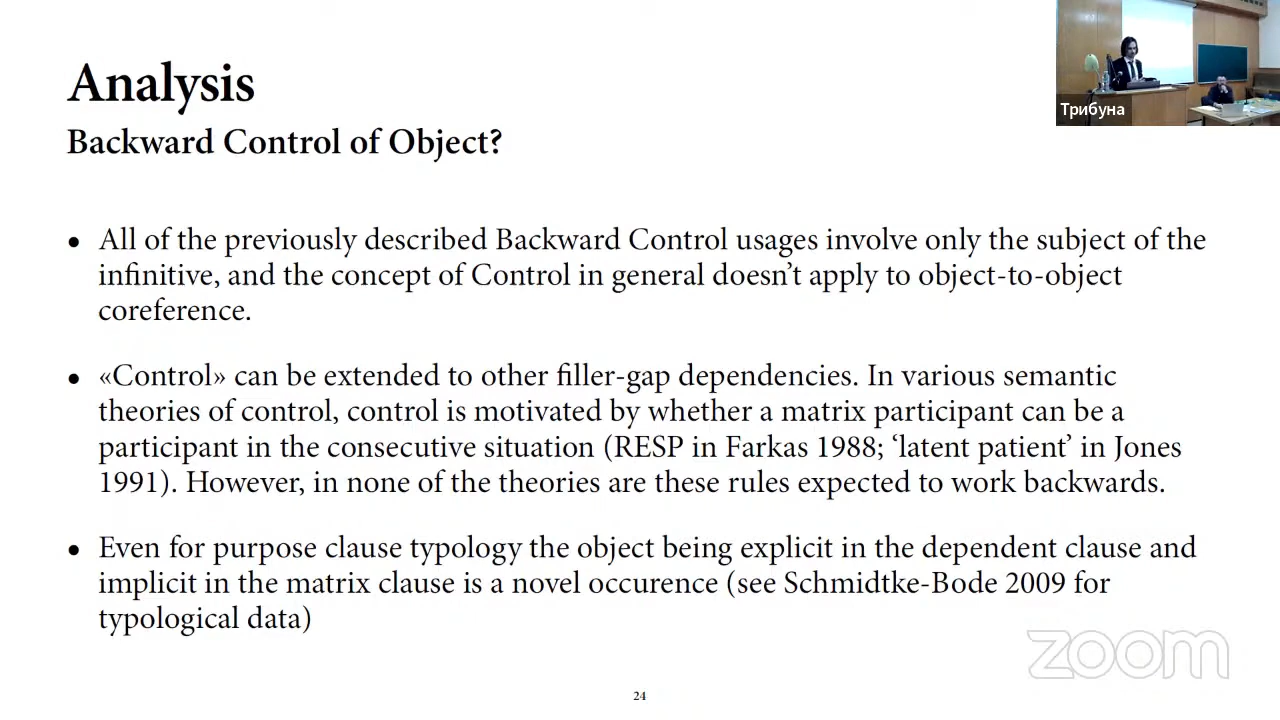 Analysis
Backward Control of Object?
Трибуна
• All of the previously described Backward Control usages involve only the subject of the
infinitive, and the concept of Control in general doesn’t apply to object-to-object
coreference.
• «Control» can be extended to other filler-gap dependencies. In various semantic
theories of control, control is motivated by whether a matrix participant can be a
participant in the consecutive situation (RESP in Farkas 1988; ‘latent patient’ in Jones
1991). However, in none of the theories are these rules expected to work backwards.
• Even for purpose clause typology the object being explicit in the dependent clause and
implicit in the matrix clause is a novel occurence (see Schmidtke-Bode 2009 for
typological data)
zoom
24